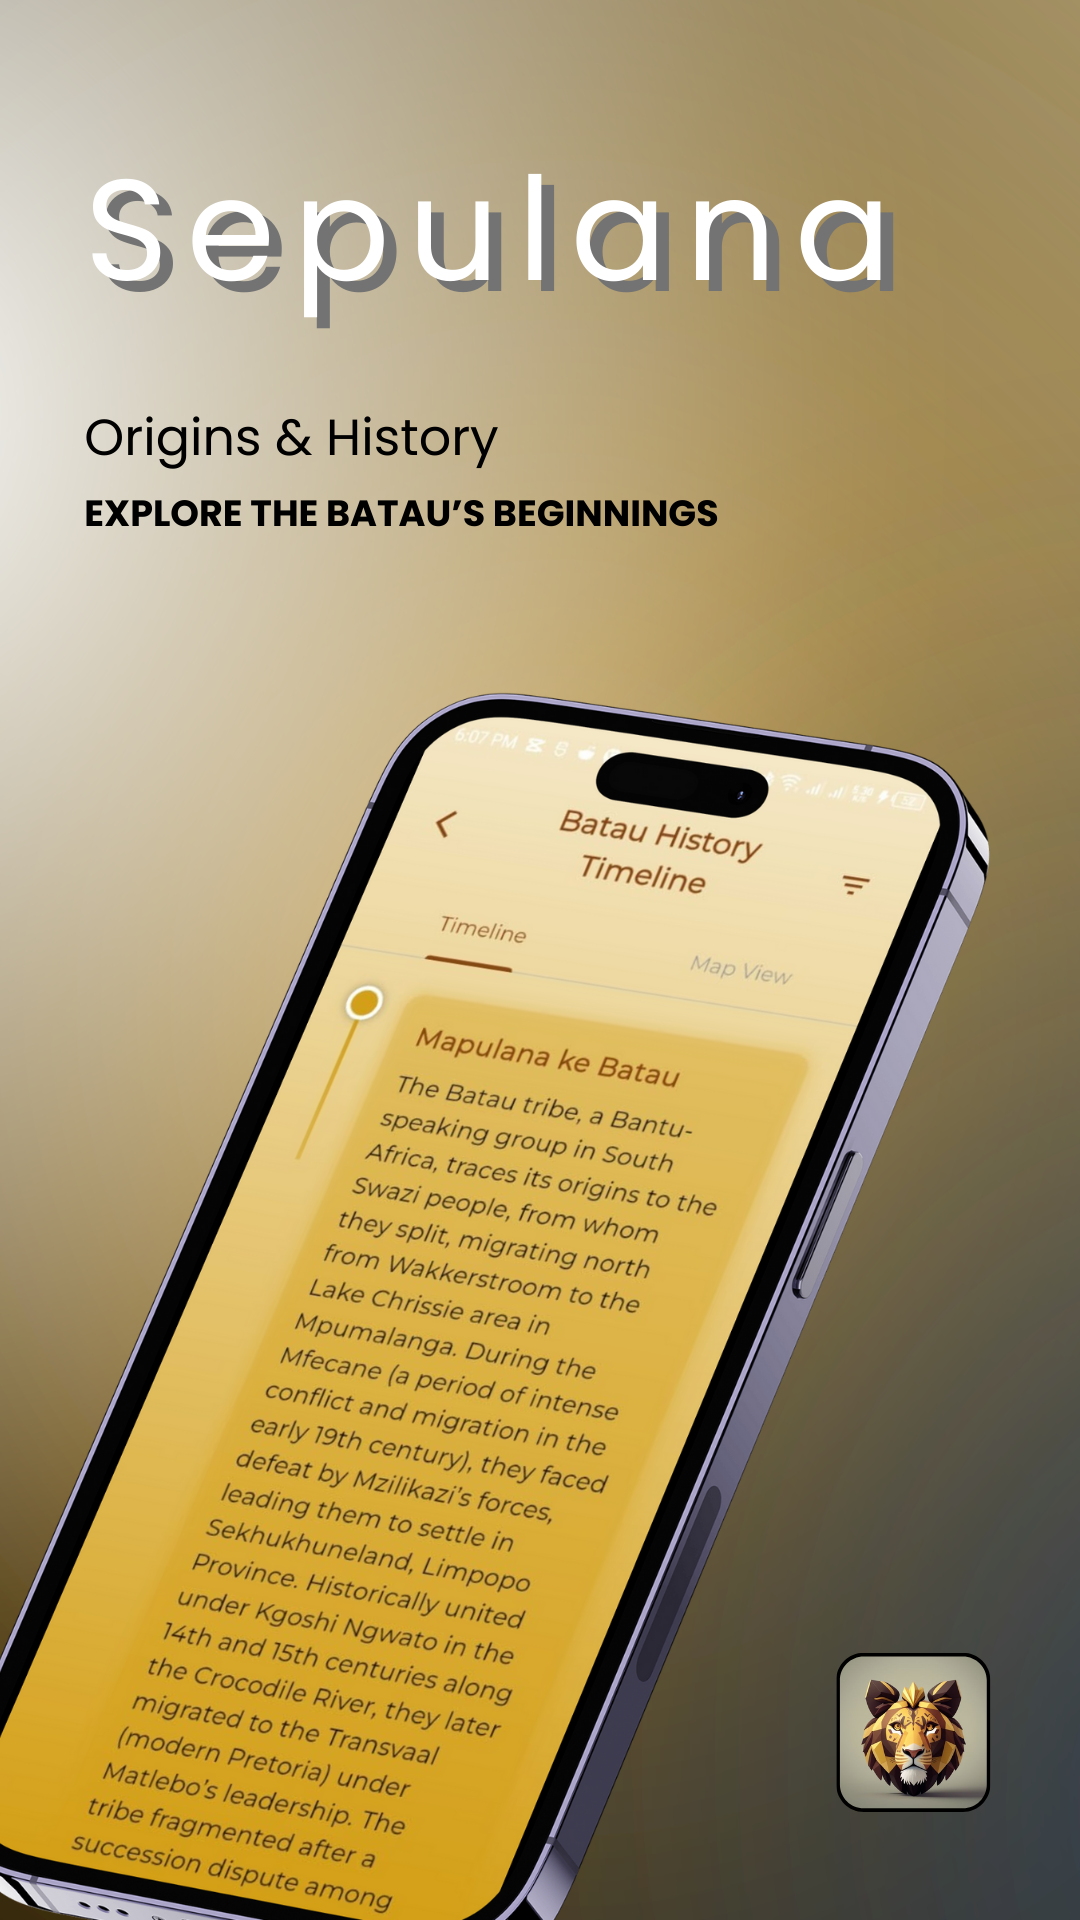 Sepulana
Origins & History
EXPLORE THE BATAU’S BEGINNINGS
6:07 PM
Batau History
Timeline
Timeline
Map View
Mapulana ke Batau
The Batau tribe, a Bantu-
speaking group in South
Africa, traces its origins to the
Swazi people, from whom
they split, migrating north
from Wakkerstroom to the
Lake Chrissie area in
Mpumalanga. During the
Mfecane (a period of intense
conflict and migration in the
early 19th century), they faced
defeat by Mzilikazi’s forces,
leading them to settle in
Sekhukhuneland, Limpopo
Province. Historically united
under Kgoshi Ngwato in the
14th and 15th centuries along
the Crocodile River, they later
migrated to the Transvaal
(modern Pretoria) under
Matlebo’s leadership. The
tribe fragmented after a
succession dispute among